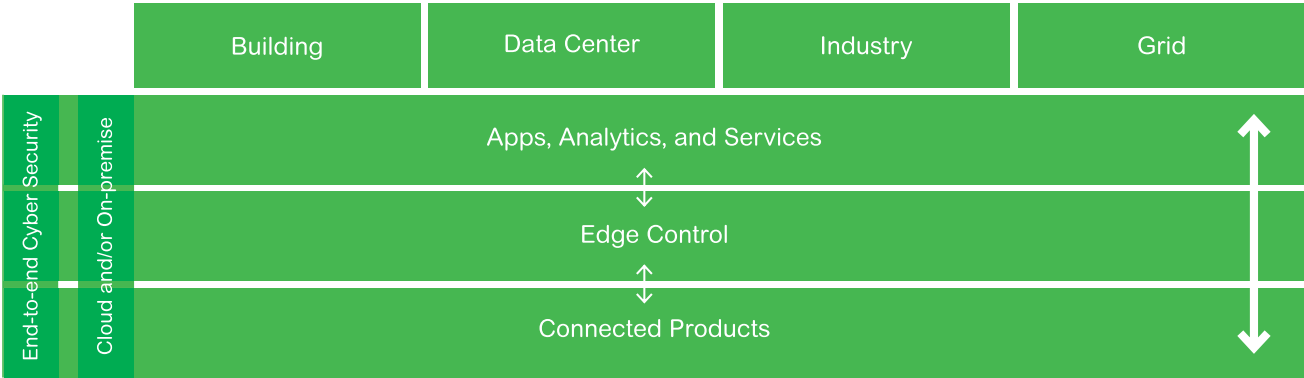 Building
Data Center
Industry
Grid
End-to-end Cyber Security
Cloud and/or On-premise
Apps, Analytics, and Services
Edge Control
Connected Products